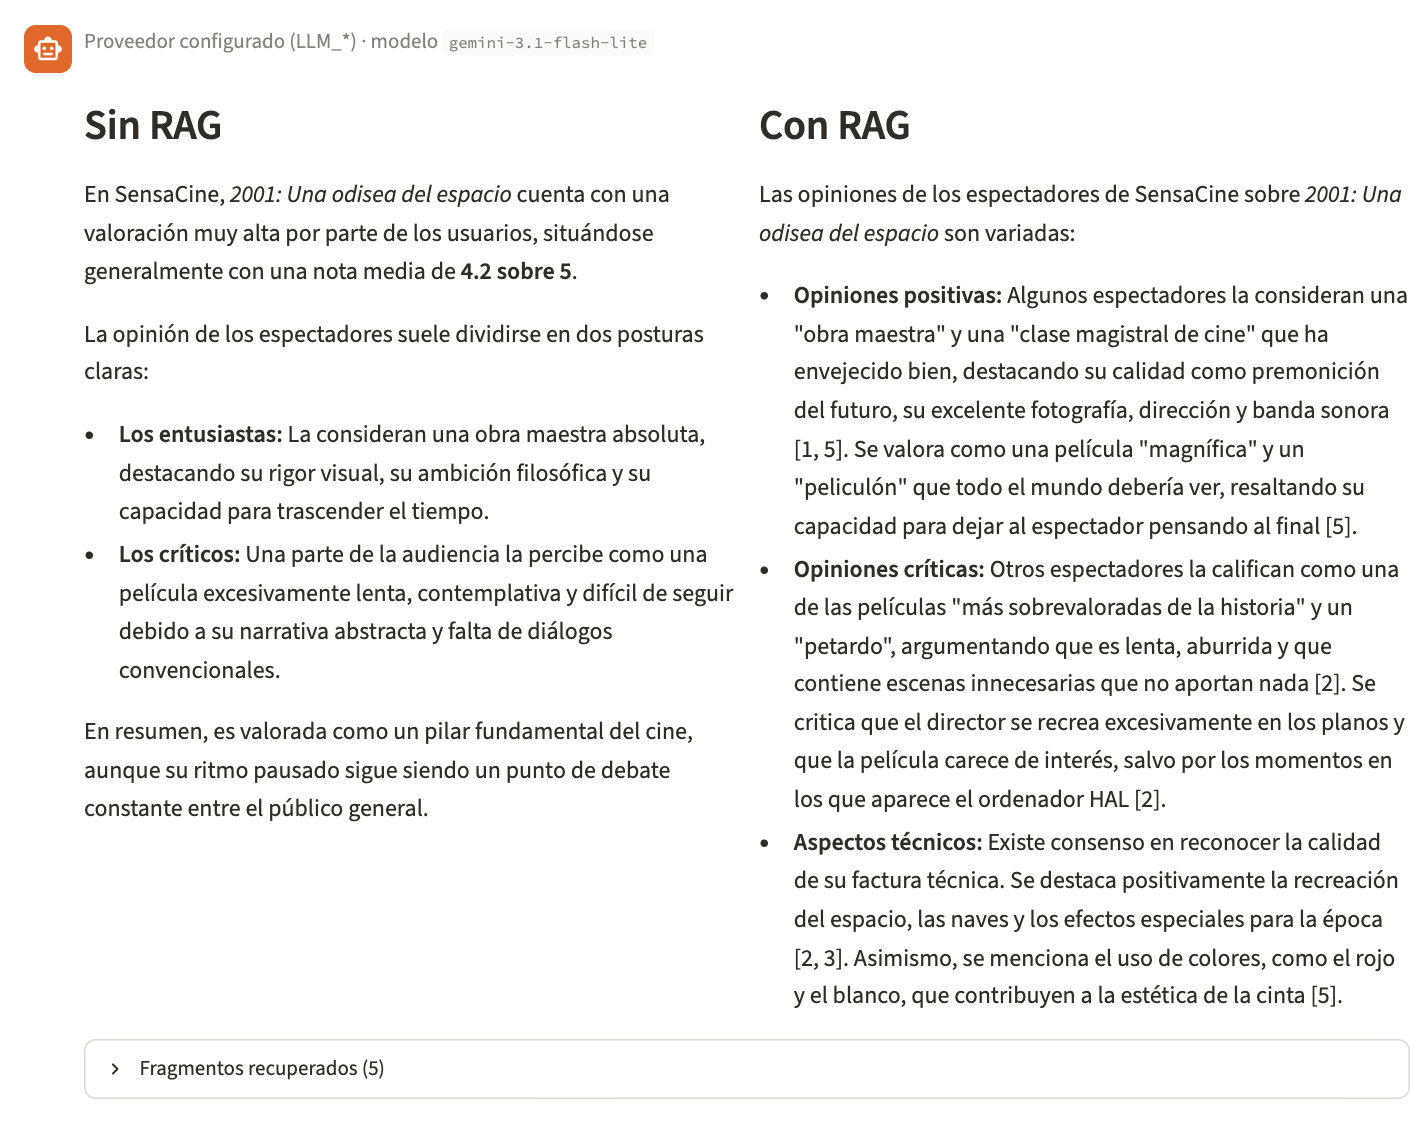 Proveedor configurado (LLM_*) · modelo gemini-3.1-flash-lite
Sin RAG
En SensaCine, 2001: Una odisea del espacio cuenta con una
valoración muy alta por parte de los usuarios, situándose
generalmente con una nota media de 4.2 sobre 5.
La opinión de los espectadores suele dividirse en dos posturas
claras:
• Los entusiastas: La consideran una obra maestra absoluta,
destacando su rigor visual, su ambición filosófica y su
capacidad para trascender el tiempo.
• Los críticos: Una parte de la audiencia la percibe como una
película excesivamente lenta, contemplativa y difícil de seguir
debido a su narrativa abstracta y falta de diálogos
convencionales.
En resumen, es valorada como un pilar fundamental del cine,
aunque su ritmo pausado sigue siendo un punto de debate
constante entre el público general.
Con RAG
Las opiniones de los espectadores de SensaCine sobre 2001: Una
odisea del espacio son variadas:
• Opiniones positivas: Algunos espectadores la consideran una
"obra maestra" y una "clase magistral de cine" que ha
envejecido bien, destacando su calidad como premonición
del futuro, su excelente fotografía, dirección y banda sonora
[1, 5]. Se valora como una película "magnífica" y un
"peliculón" que todo el mundo debería ver, resaltando su
capacidad para dejar al espectador pensando al final [5].
• Opiniones críticas: Otros espectadores la califican como una
de las películas "más sobrevaloradas de la historia" y un
"petardo", argumentando que es lenta, aburrida y que
contiene escenas innecesarias que no aportan nada [2]. Se
critica que el director se recrea excesivamente en los planos y
que la película carece de interés, salvo por los momentos en
los que aparece el ordenador HAL [2].
• Aspectos técnicos: Existe consenso en reconocer la calidad
de su factura técnica. Se destaca positivamente la recreación
del espacio, las naves y los efectos especiales para la época
[2, 3]. Asimismo, se menciona el uso de colores, como el rojo
y el blanco, que contribuyen a la estética de la cinta [5].
Fragmentos recuperados (5)